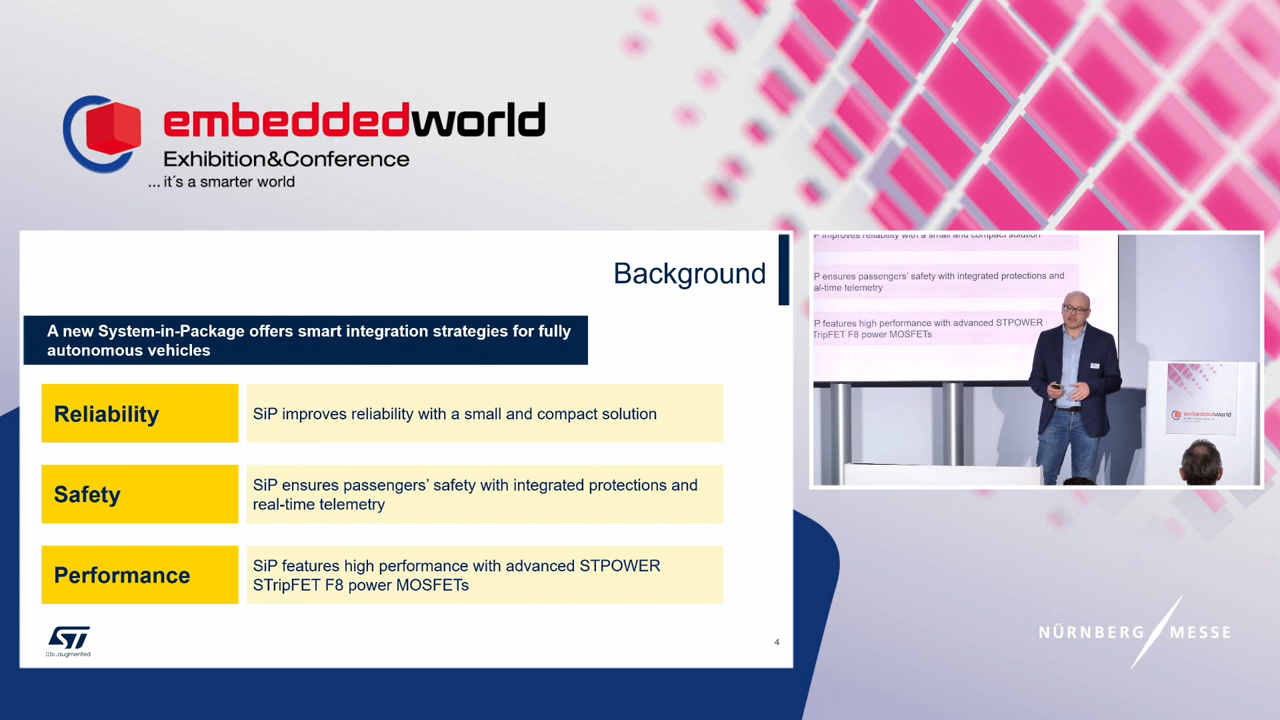 embeddedworld
Exhibition&Conference
... it's a smarter world
Background
A new System-in-Package offers smart integration strategies for fully
autonomous vehicles
Reliability
SiP improves reliability with a small and compact solution
Safety
SiP ensures passengers' safety with integrated protections and
real-time telemetry
Performance
SiP features high performance with advanced STPOWER
STripFET F8 power MOSFETs
ST
life.augmented
4
P improves reliability with a small and compact solution
P ensures passengers' safety with integrated protections and
al-time telemetry
P features high performance with advanced STPOWER
TripFET F8 power MOSFETs
embeddedworld
NÜRNBERG MESSE